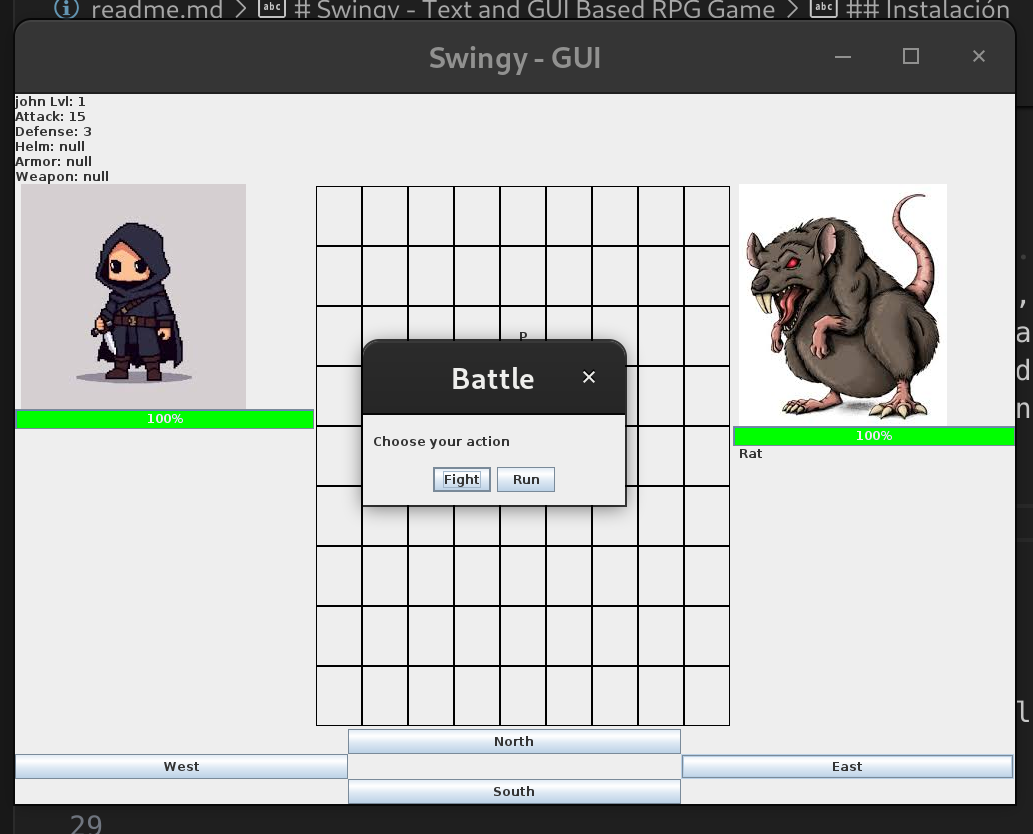 readme.md > # Swingy - Text and GUI Based RPG Game > ## Instalación
Swingy - GUI
john Lvl: 1
Attack: 15
Defense: 3
Helm: null
Armor: null
Weapon: null
100%
P
Battle
Choose your action
Fight Run
100%
Rat
North
West
East
South
29